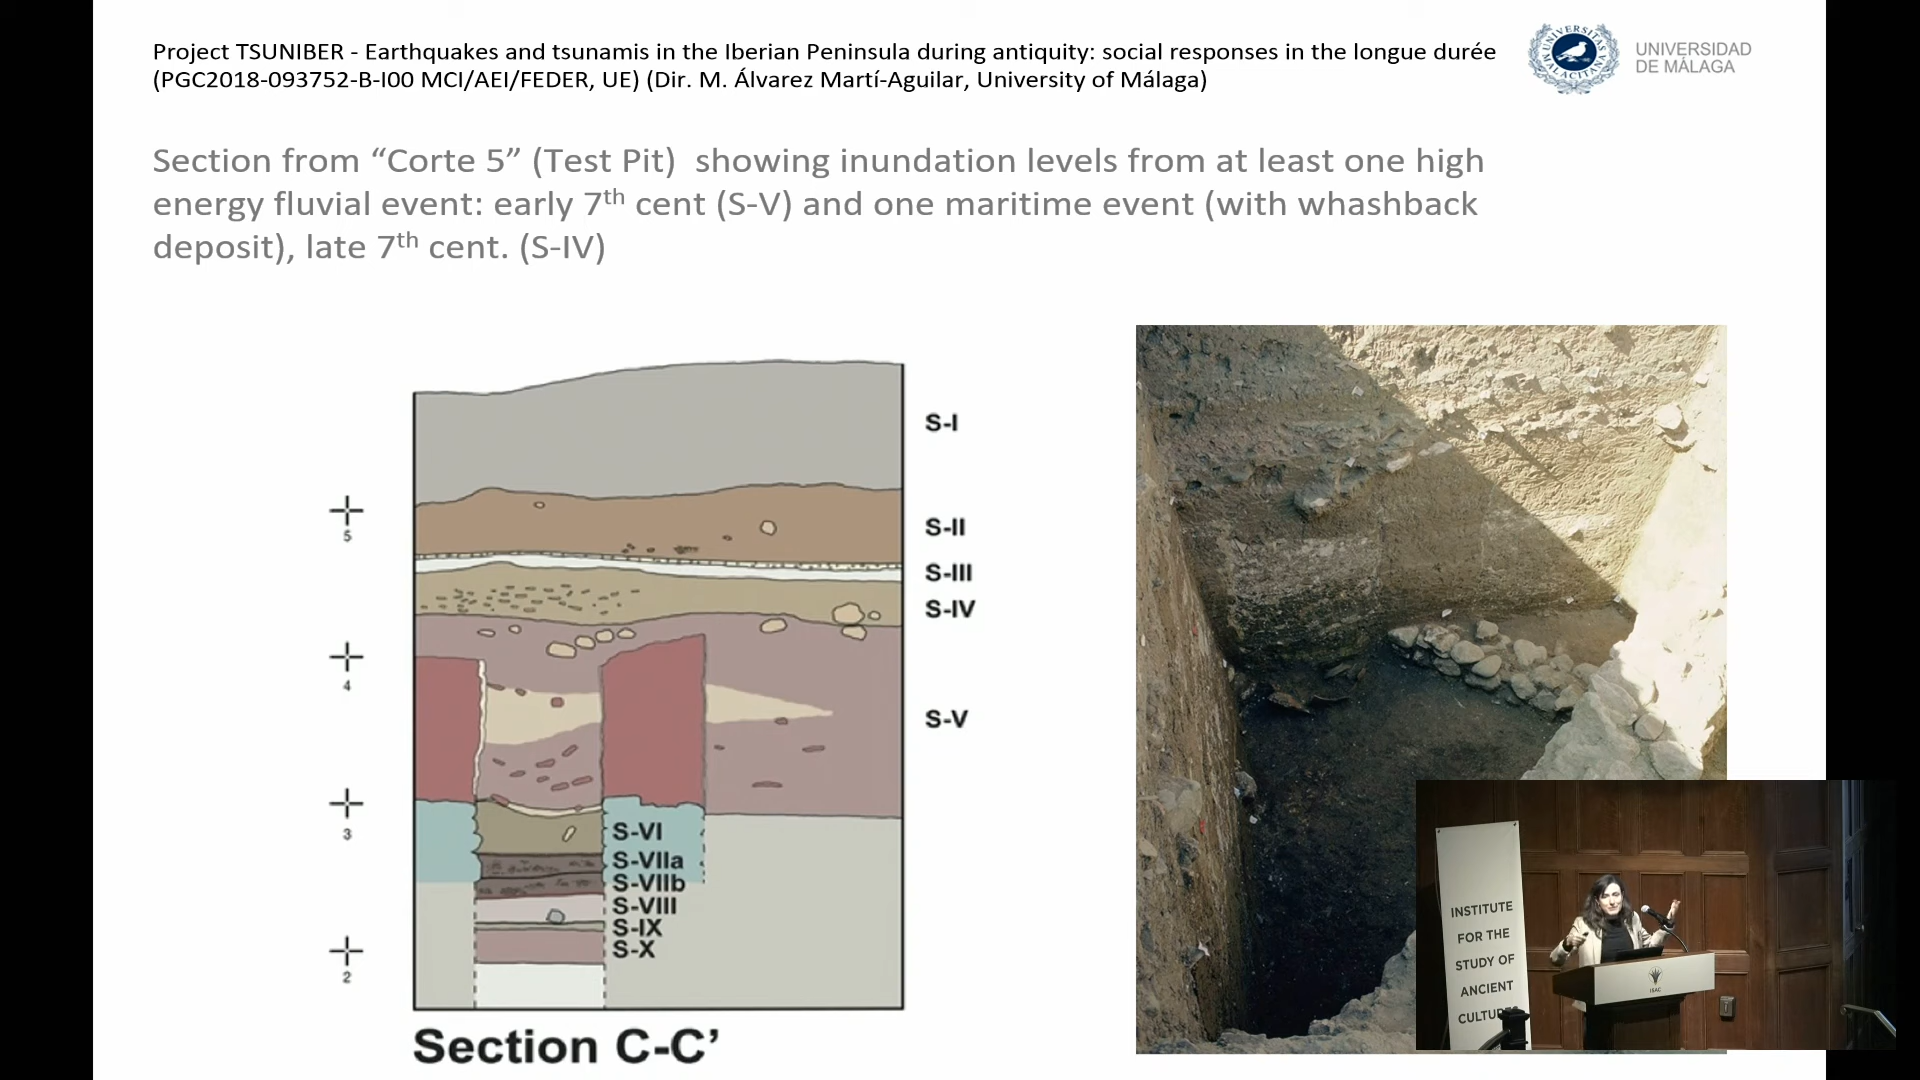 Project TSUNIBER - Earthquakes and tsunamis in the Iberian Peninsula during antiquity: social responses in the longue durée
(PGC2018-093752-B-I00 MCI/AEI/FEDER, UE) (Dir. M. Álvarez Martí-Aguilar, University of Málaga)
UNIVERSITAS MALACITANA
UNIVERSIDAD
DE MÁLAGA
Section from “Corte 5” (Test Pit) showing inundation levels from at least one high
energy fluvial event: early 7th cent (S-V) and one maritime event (with whashback
deposit), late 7th cent. (S-IV)
S-I
5
S-II
S-III
S-IV
4
S-V
3
S-VI
S-VIIa
S-VIIb
S-VIII
S-IX
S-X
2
Section C-C’
INSTITUTE
FOR THE
STUDY OF
ANCIENT
CULTURES
ISAC